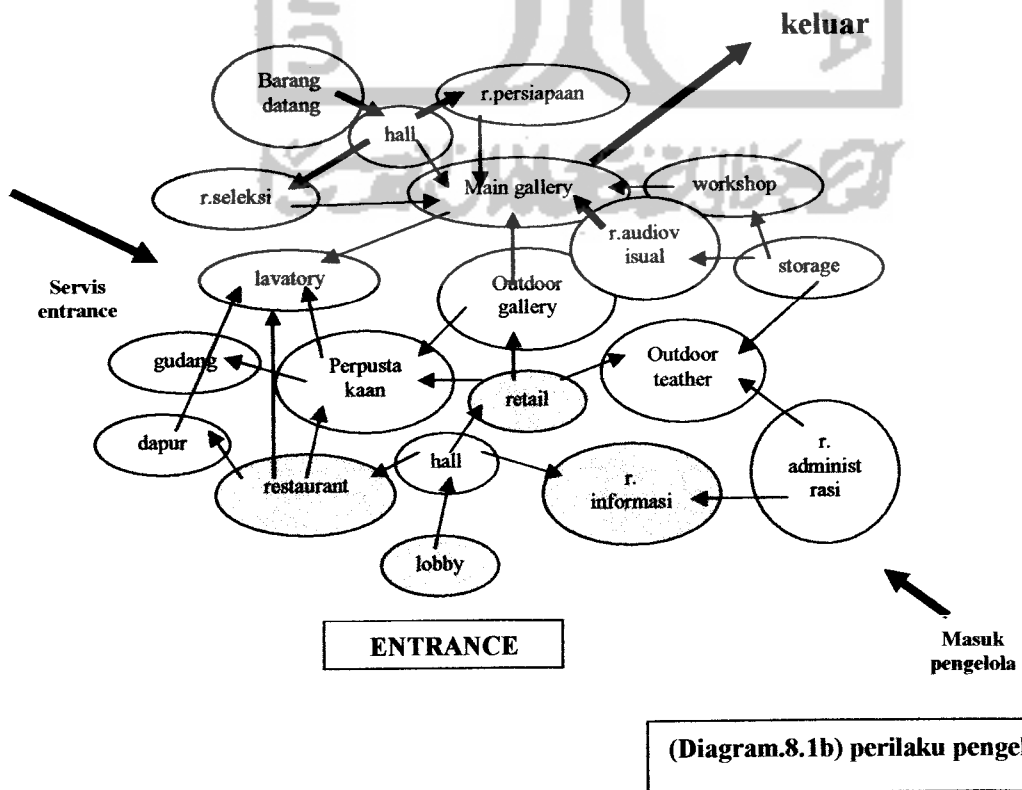 keluar
Barang
datang
r.persiapaan
hall
r.seleksi
Main gallery
workshop
r.audiov
isual
storage
lavatory
Outdoor
gallery
Servis
entrance
gudang
Perpusta
kaan
retail
Outdoor
teather
dapur
restaurant
hall
r.
informasi
r.
administ
rasi
lobby
ENTRANCE
Masuk
pengelola
(Diagram.8.1b) perilaku pengel